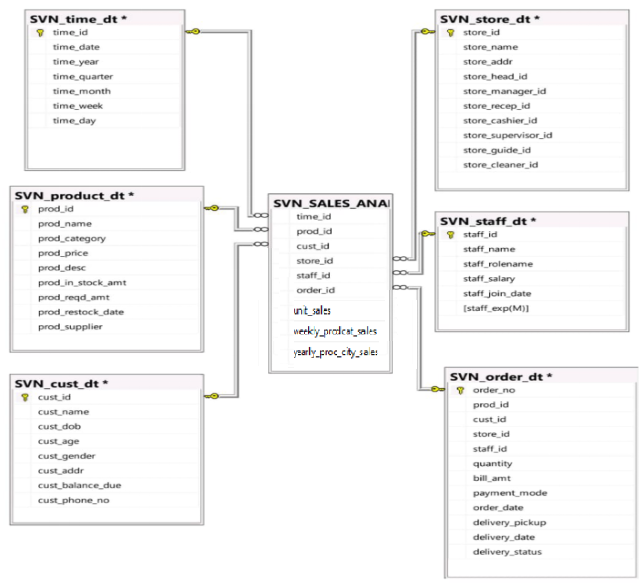 SVN_time_dt *
time_id
time_date
time_year
time_quarter
time_month
time_week
time_day
SVN_product_dt *
prod_id
prod_name
prod_category
prod_price
prod_desc
prod_in_stock_amt
prod_reqd_amt
prod_restock_date
prod_supplier
SVN_cust_dt *
cust_id
cust_name
cust_dob
cust_age
cust_gender
cust_addr
cust_balance_due
cust_phone_no
SVN_SALES_ANAI
time_id
prod_id
cust_id
store_id
staff_id
order_id
unit_sales
weekly_prodcat_sales
yearly_proc_city_sales
SVN_store_dt *
store_id
store_name
store_addr
store_head_id
store_manager_id
store_recep_id
store_cashier_id
store_supervisor_id
store_guide_id
store_cleaner_id
SVN_staff_dt *
staff_id
staff_name
staff_rolename
staff_salary
staff_join_date
[staff_exp(M)]
SVN_order_dt *
order_no
prod_id
cust_id
store_id
staff_id
quantity
bill_amt
payment_mode
order_date
delivery_pickup
delivery_date
delivery_status